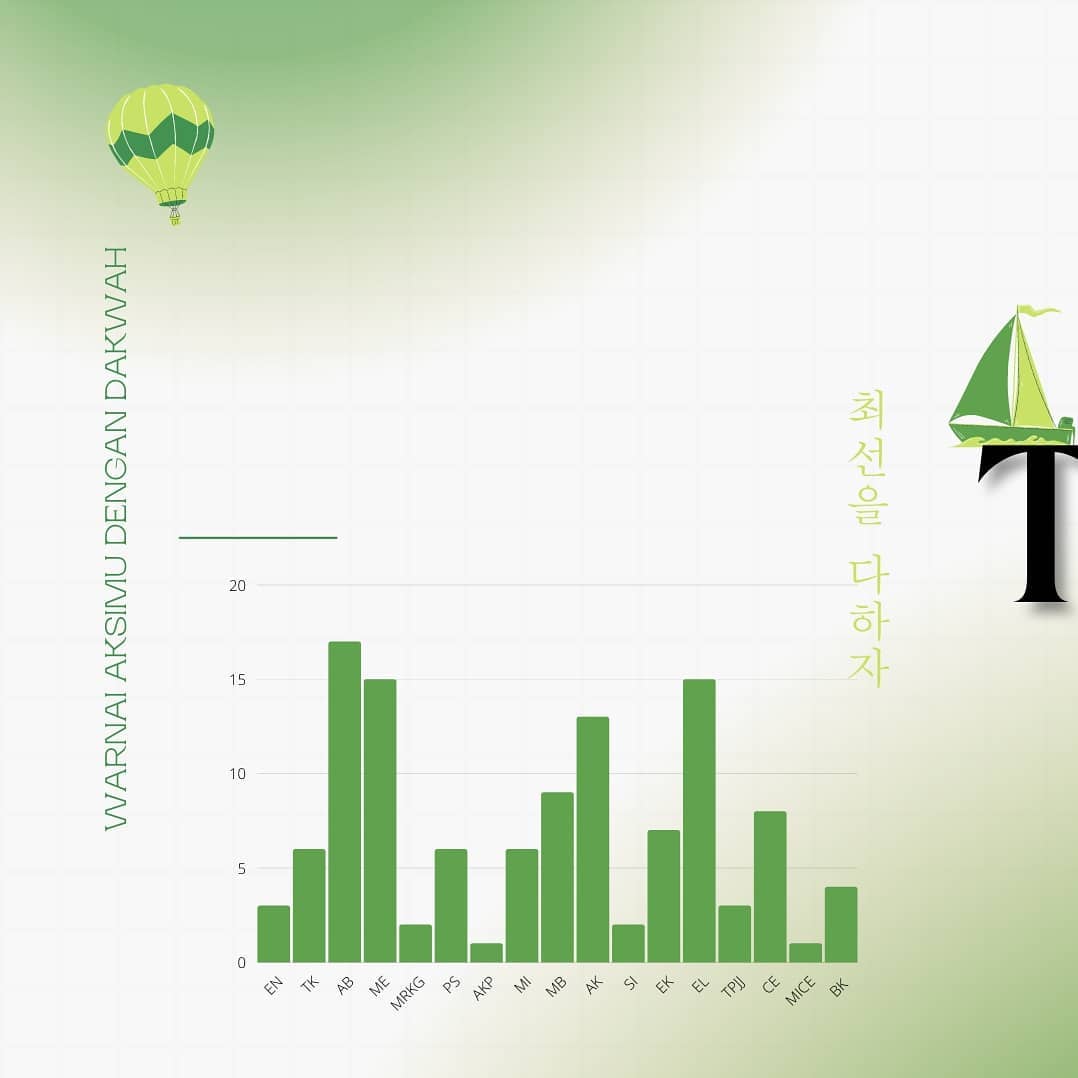 WARNAI AKSIMU DENGAN DAKWAH
최선을 다하자
T
20
15
10
5
0
EN TK AB ME MRKG PS AKP MI MB AK SI EK EL TPJJ CE MICE BK